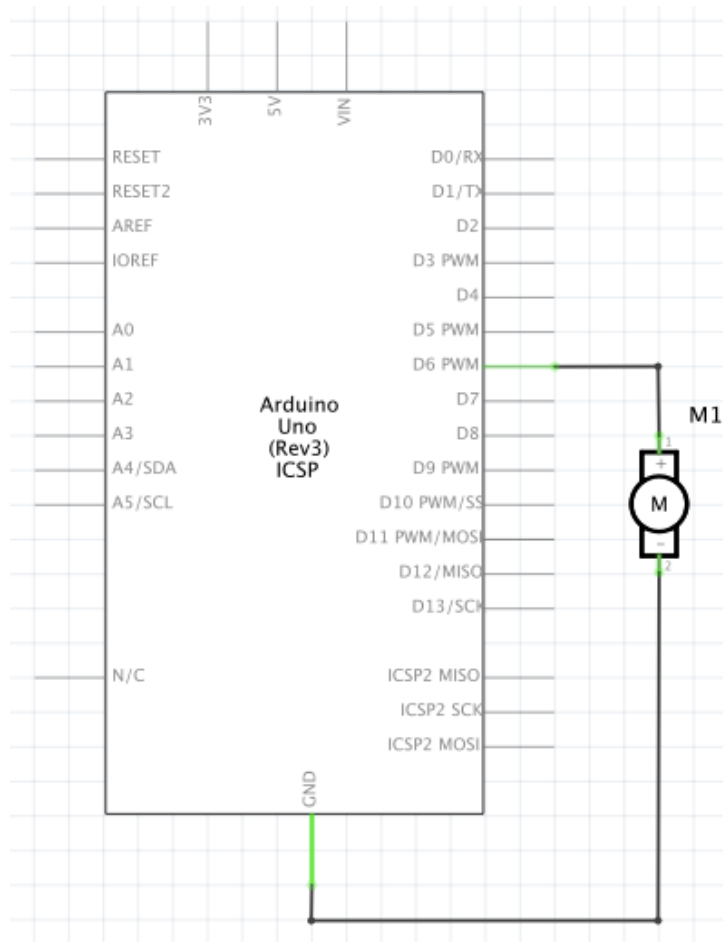 3V3
5V
VIN
RESET
RESET2
AREF
IOREF
A0
A1
A2
A3
A4/SDA
A5/SCL
N/C
Arduino
Uno
(Rev3)
ICSP
D0/RX
D1/TX
D2
D3 PWM
D4
D5 PWM
D6 PWM
D7
D8
D9 PWM
D10 PWM/SS
D11 PWM/MOSI
D12/MISO
D13/SCK
ICSP2 MISO
ICSP2 SCK
ICSP2 MOSI
GND
M1
1
+
M
-
2